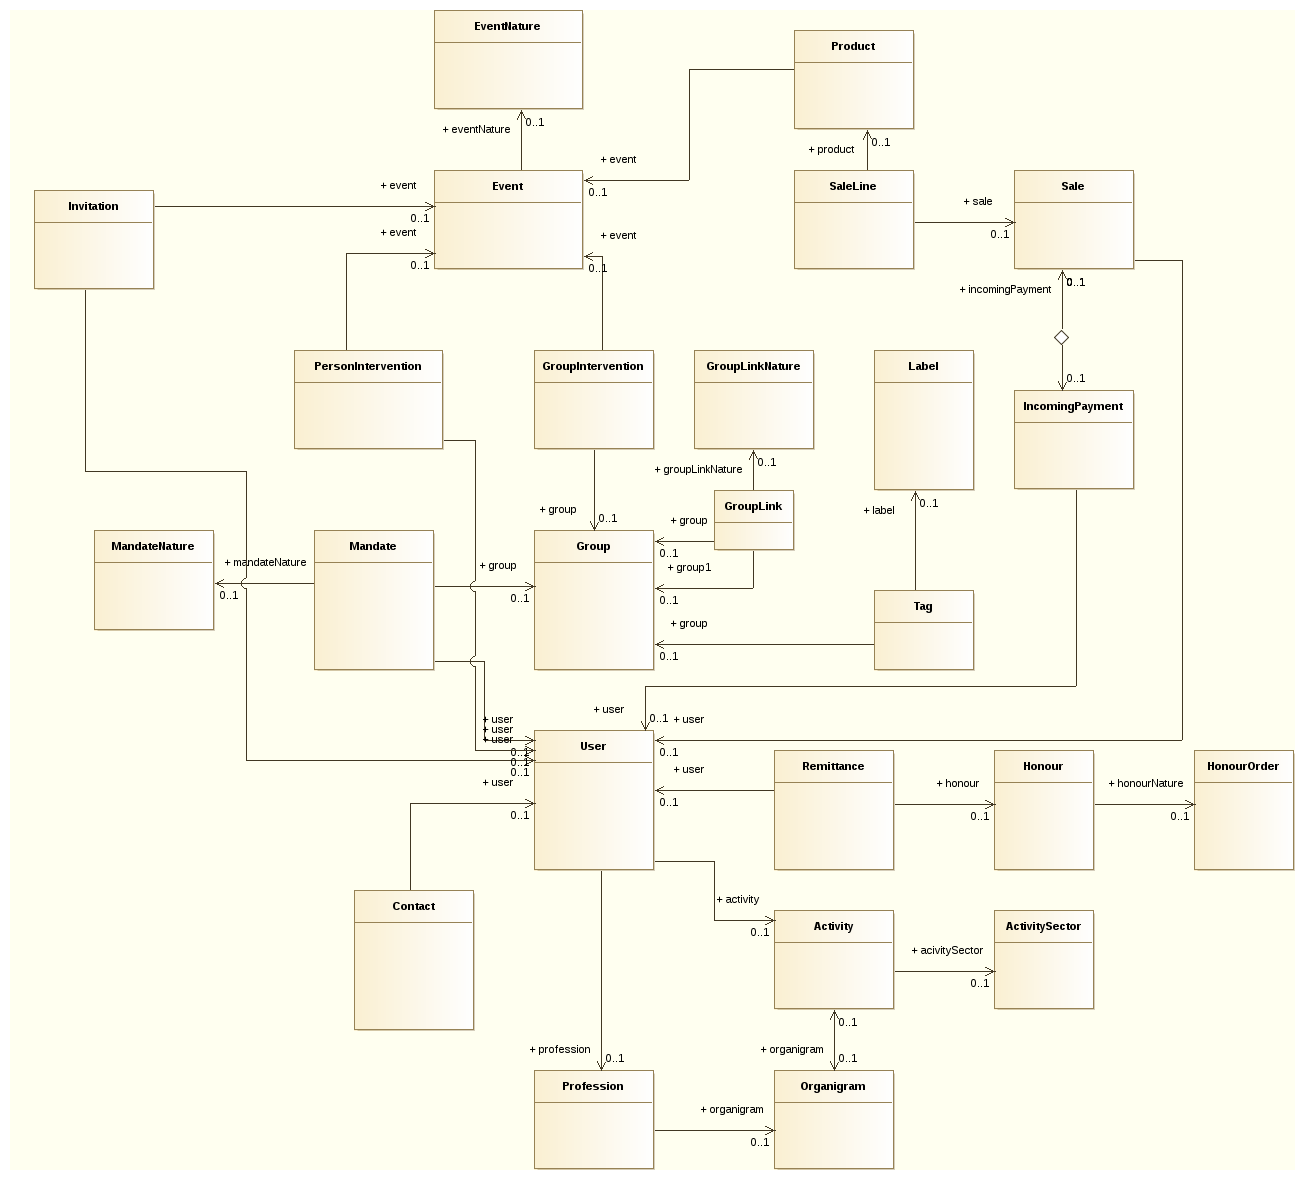 EventNature
Product
0..1
+ eventNature
0..1
+ product
+ event
0..1
+ event
Event
SaleLine
Sale
Invitation
0..1
+ sale
+ event
0..1
+ event
0..1
0..1
0..1
+ incomingPayment
0..1
PersonIntervention
GroupIntervention
GroupLinkNature
Label
0..1
IncomingPayment
+ groupLinkNature
0..1
+ group
0..1
GroupLink
+ label
0..1
+ group
0..1
MandateNature
Mandate
Group
+ mandateNature
0..1
+ group
0..1
+ group1
0..1
Tag
+ group
0..1
+ user
0..1
+ user
+ user
+ user
+ user
0..1
0..1
0..1
User
0..1
+ user
0..1
Remittance
Honour
HonourOrder
+ user
0..1
+ honour
0..1
+ honourNature
0..1
+ activity
0..1
Contact
Activity
ActivitySector
+ acivitySector
0..1
0..1
+ profession
0..1
+ organigram
0..1
Profession
Organigram
+ organigram
0..1